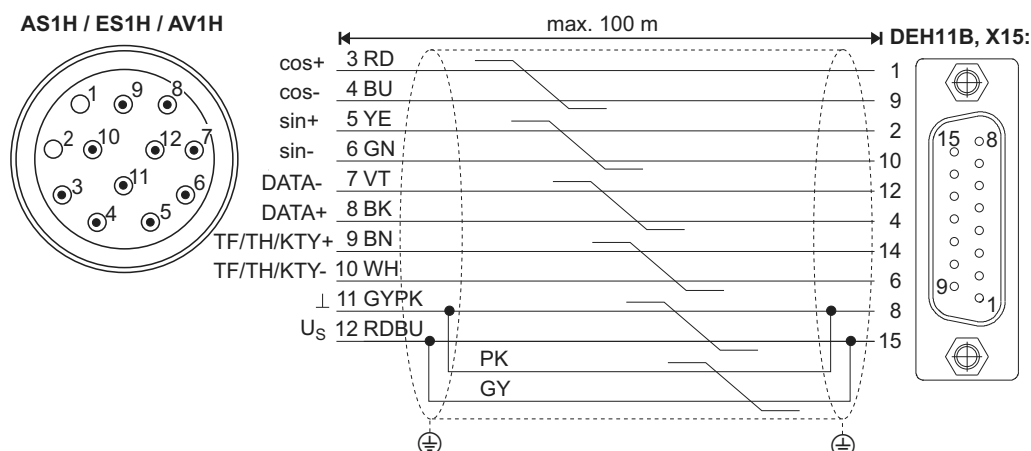 AS1H / ES1H / AV1H
max. 100 m
DEH11B, X15:
cos+ 3 RD 1
cos- 4 BU 9
sin+ 5 YE 2
sin- 6 GN 10
DATA- 7 VT 12
DATA+ 8 BK 4
TF/TH/KTY+ 9 BN 14
TF/TH/KTY- 10 WH 6
⊥ 11 GYPK 8
US 12 RDBU 15
PK
GY
1 9 8
2 10 12 7
3 11 6
4 5
15 8
9 1